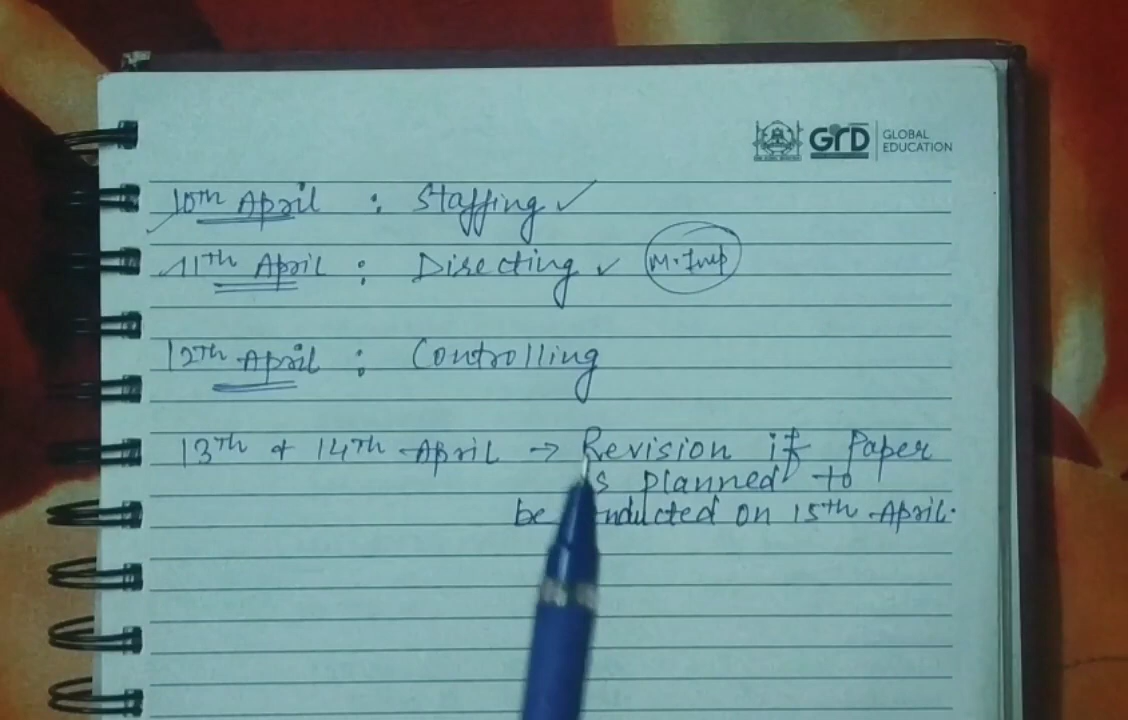 GRD GLOBAL EDUCATION
10th April : Staffing ✓
11th April : Directing ✓ M. Imp
12th April : Controlling
13th & 14th April → Revision if Paper
is planned to
be conducted on 15th April.